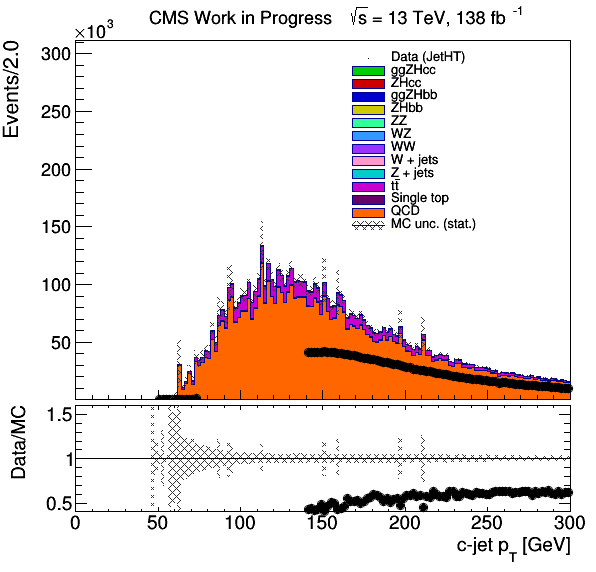 CMS Work in Progress √s = 13 TeV, 138 fb⁻¹
×10³
Events/2.0
300
250
200
150
100
50
Data (JetHT)
ggZHcc
ZHcc
ggZHbb
ZHbb
ZZ
WZ
WW
W + jets
Z + jets
tt̄
Single top
QCD
MC unc. (stat.)
Data/MC
1.5
1
0.5
0 50 100 150 200 250 300
c-jet p_T [GeV]